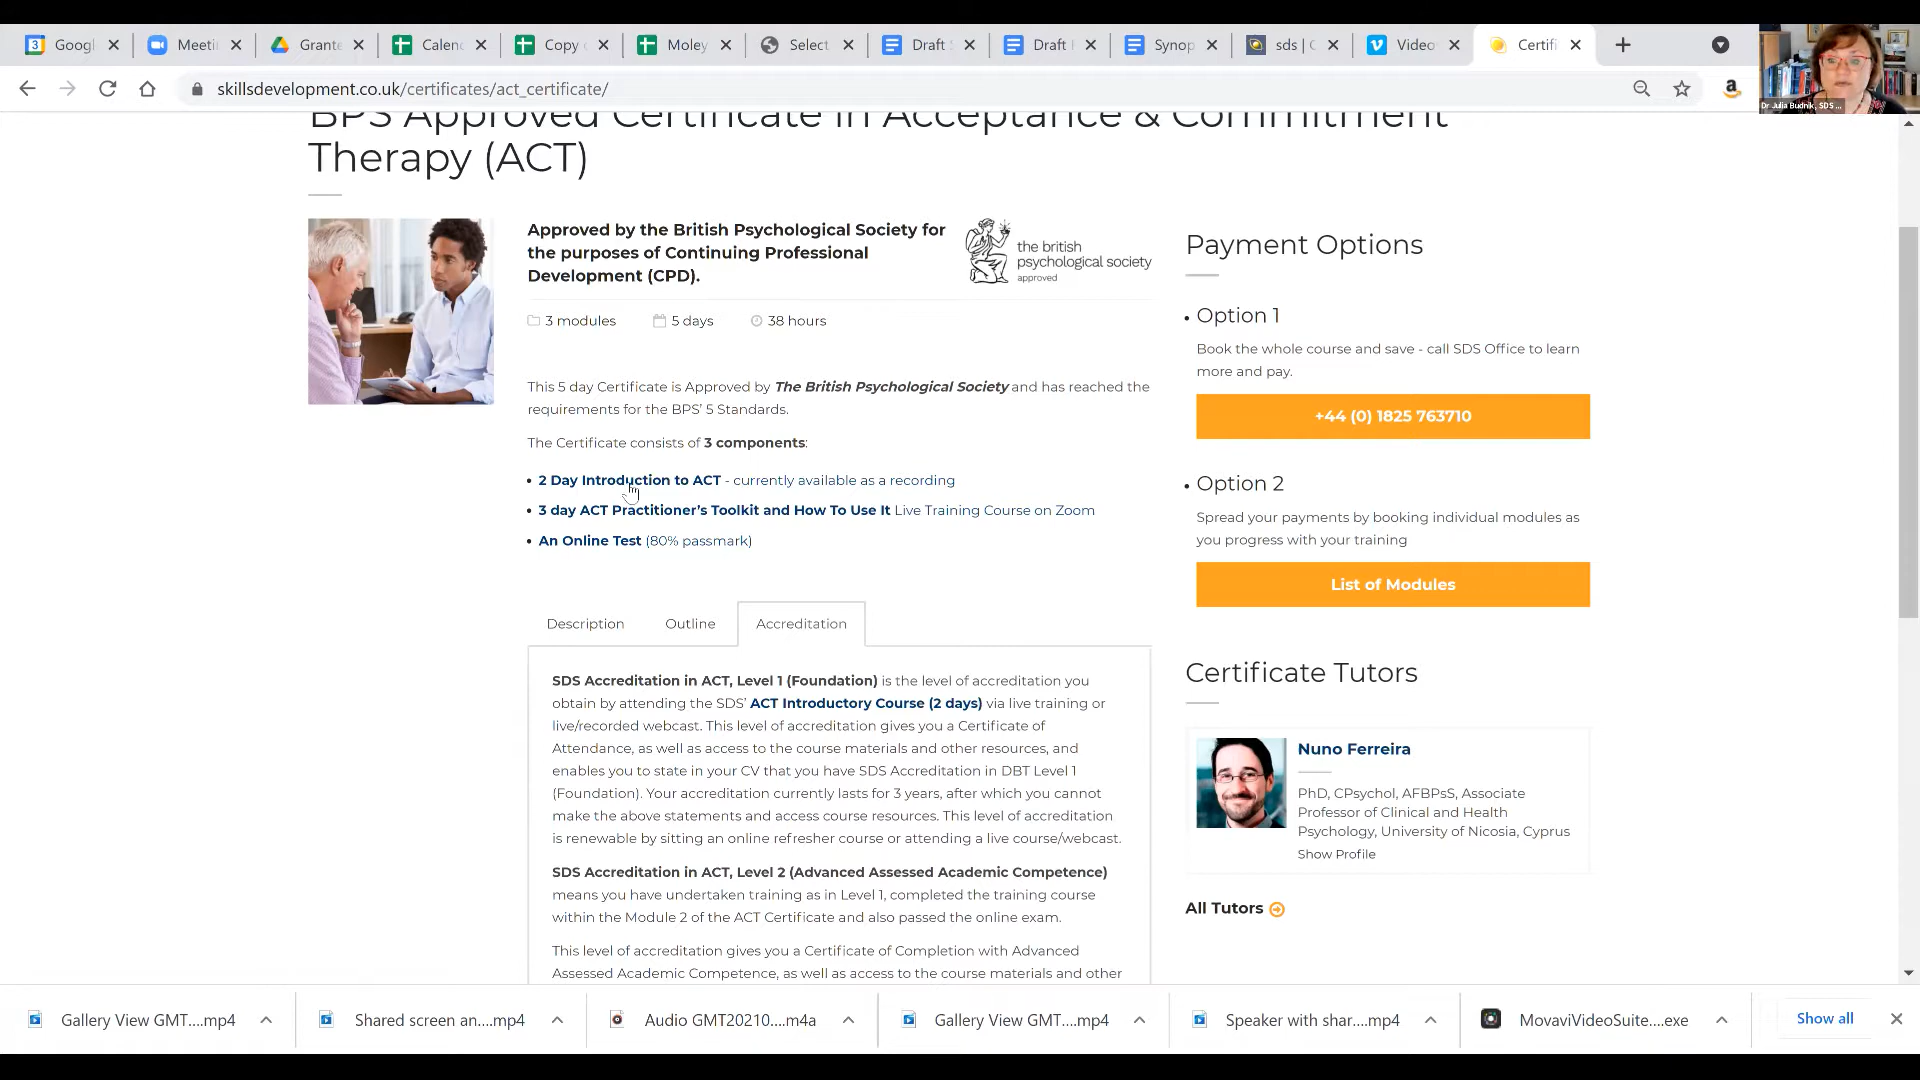 Googl
Meeti
Grante
Calend
Copy
Moley
Select
Draft S
Draft
Synop
sds | C
Video
Certifi
skillsdevelopment.co.uk/certificates/act_certificate/
Dr Julia Budnik, SDS ...
BPS Approved Certificate in Acceptance & Commitment
Therapy (ACT)
Approved by the British Psychological Society for
the purposes of Continuing Professional
Development (CPD).
the british
psychological society
approved
3 modules
5 days
38 hours
This 5 day Certificate is Approved by The British Psychological Society and has reached the
requirements for the BPS' 5 Standards.
The Certificate consists of 3 components:
• 2 Day Introduction to ACT - currently available as a recording
• 3 day ACT Practitioner's Toolkit and How To Use It Live Training Course on Zoom
• An Online Test (80% passmark)
Description
Outline
Accreditation
SDS Accreditation in ACT, Level 1 (Foundation) is the level of accreditation you
obtain by attending the SDS' ACT Introductory Course (2 days) via live training or
live/recorded webcast. This level of accreditation gives you a Certificate of
Attendance, as well as access to the course materials and other resources, and
enables you to state in your CV that you have SDS Accreditation in DBT Level 1
(Foundation). Your accreditation currently lasts for 3 years, after which you cannot
make the above statements and access course resources. This level of accreditation
is renewable by sitting an online refresher course or attending a live course/webcast.
SDS Accreditation in ACT, Level 2 (Advanced Assessed Academic Competence)
means you have undertaken training as in Level 1, completed the training course
within the Module 2 of the ACT Certificate and also passed the online exam.
This level of accreditation gives you a Certificate of Completion with Advanced
Assessed Academic Competence, as well as access to the course materials and other
Payment Options
• Option 1
Book the whole course and save - call SDS Office to learn
more and pay.
+44 (0) 1825 763710
• Option 2
Spread your payments by booking individual modules as
you progress with your training
List of Modules
Certificate Tutors
Nuno Ferreira
PhD, CPsychol, AFBPsS, Associate
Professor of Clinical and Health
Psychology, University of Nicosia, Cyprus
Show Profile
All Tutors
Gallery View GMT....mp4
Shared screen an....mp4
Audio GMT20210....m4a
Gallery View GMT....mp4
Speaker with shar....mp4
MovaviVideoSuite....exe
Show all